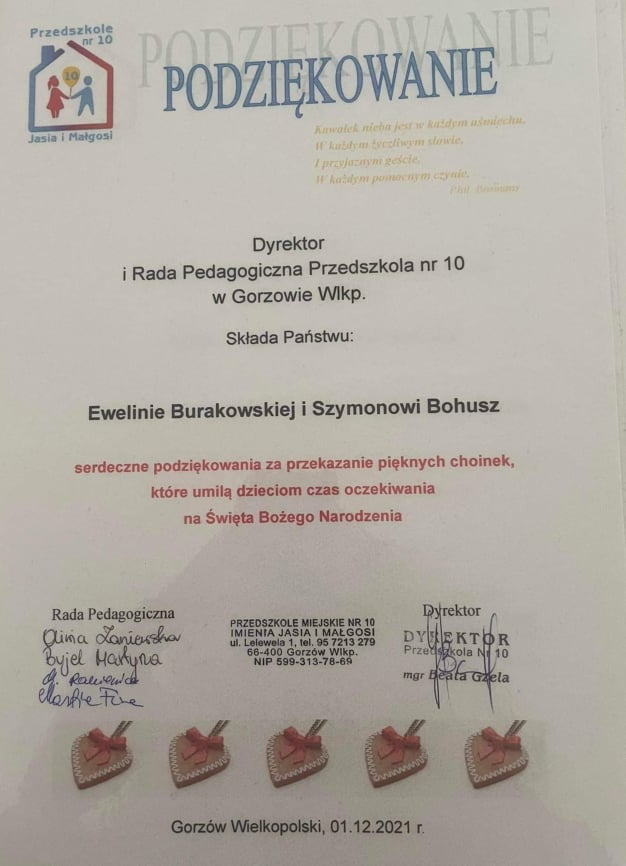 Przedszkole
nr 10
10
Jasia i Małgosi
PODZIĘKOWANIE
PODZIĘKOWANIE
Kawałek nieba jest w każdym uśmiechu,
W każdym życzliwym słowie,
I przyjaznym geście,
W każdym pomocnym czynie.
Phil Bosmans
Dyrektor
i Rada Pedagogiczna Przedszkola nr 10
w Gorzowie Wlkp.
Składa Państwu:
Ewelinie Burakowskiej i Szymonowi Bohusz
serdeczne podziękowania za przekazanie pięknych choinek,
które umilą dzieciom czas oczekiwania
na Święta Bożego Narodzenia
Rada Pedagogiczna
Zaniewska
Bujel Martyna
PRZEDSZKOLE MIEJSKIE NR 10
IMIENIA JASIA I MAŁGOSI
ul. Lelewela 1, tel. 95 7213 279
66-400 Gorzów Wlkp.
NIP 599-313-78-69
Dyrektor
DYREKTOR
Przedszkola Nr 10
mgr Beata Gzela
Gorzów Wielkopolski, 01.12.2021 r.